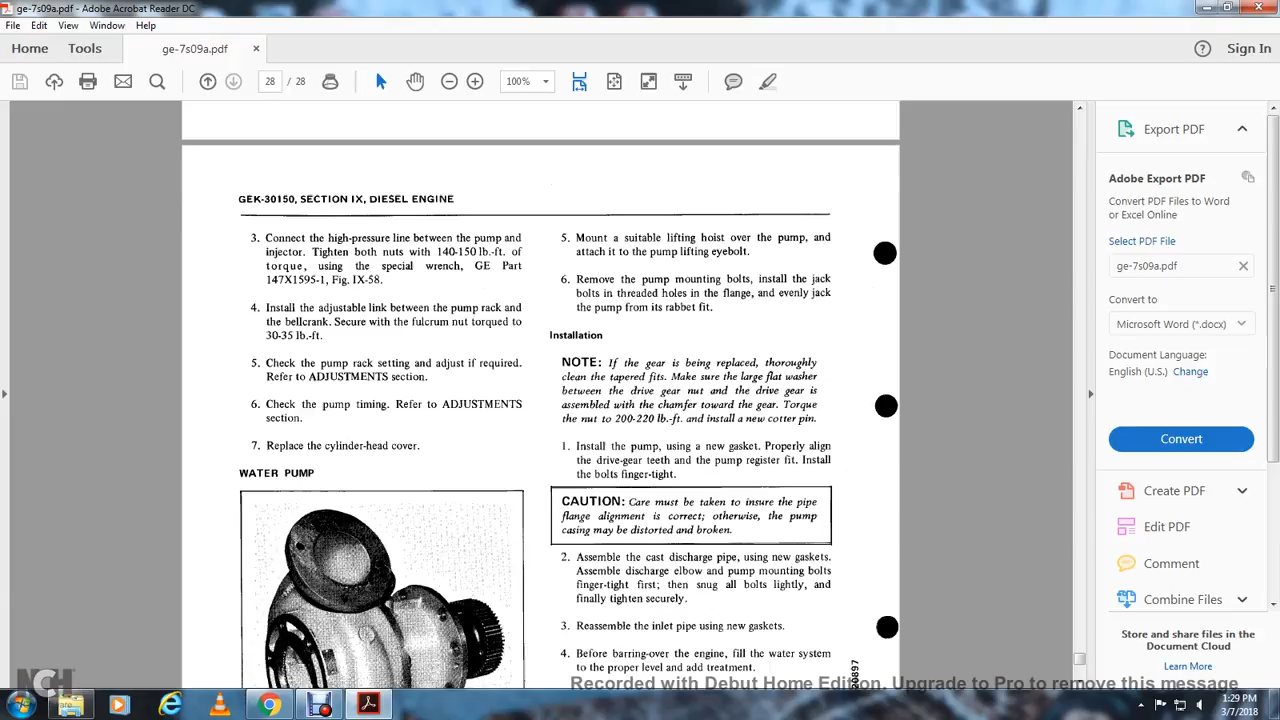 ge-7s09a.pdf - Adobe Acrobat Reader DC
File Edit View Window Help
Home Tools ge-7s09a.pdf × Sign In
28 / 28 100%
GEK-30150, SECTION IX, DIESEL ENGINE
3. Connect the high-pressure line between the pump and
injector. Tighten both nuts with 140-150 lb.-ft. of
torque, using the special wrench, GE Part
147X1595-1, Fig. IX-58.
4. Install the adjustable link between the pump rack and
the bellcrank. Secure with the fulcrum nut torqued to
30-35 lb.-ft.
5. Check the pump rack setting and adjust if required.
Refer to ADJUSTMENTS section.
6. Check the pump timing. Refer to ADJUSTMENTS
section.
7. Replace the cylinder-head cover.
WATER PUMP
5. Mount a suitable lifting hoist over the pump, and
attach it to the pump lifting eyebolt.
6. Remove the pump mounting bolts, install the jack
bolts in threaded holes in the flange, and evenly jack
the pump from its rabbet fit.
Installation
NOTE: If the gear is being replaced, thoroughly
clean the tapered fits. Make sure the large flat washer
between the drive gear nut and the drive gear is
assembled with the chamfer toward the gear. Torque
the nut to 200-220 lb.-ft. and install a new cotter pin.
1. Install the pump, using a new gasket. Properly align
the drive-gear teeth and the pump register fit. Install
the bolts finger-tight.
CAUTION: Care must be taken to insure the pipe
flange alignment is correct; otherwise, the pump
casing may be distorted and broken.
2. Assemble the cast discharge pipe, using new gaskets.
Assemble discharge elbow and pump mounting bolts
finger-tight first; then snug all bolts lightly, and
finally tighten securely.
3. Reassemble the inlet pipe using new gaskets.
4. Before barring-over the engine, fill the water system
to the proper level and add treatment.
20897
Export PDF
Adobe Export PDF
Convert PDF Files to Word
or Excel Online
Select PDF File
ge-7s09a.pdf
Convert to
Microsoft Word (*.docx)
Document Language:
English (U.S.) Change
Convert
Create PDF
Edit PDF
Comment
Combine Files
Store and share files in the
Document Cloud
Learn More
NCH
Recorded with Debut Home Edition. Upgrade to Pro to remove this message
1:29 PM
3/7/2018